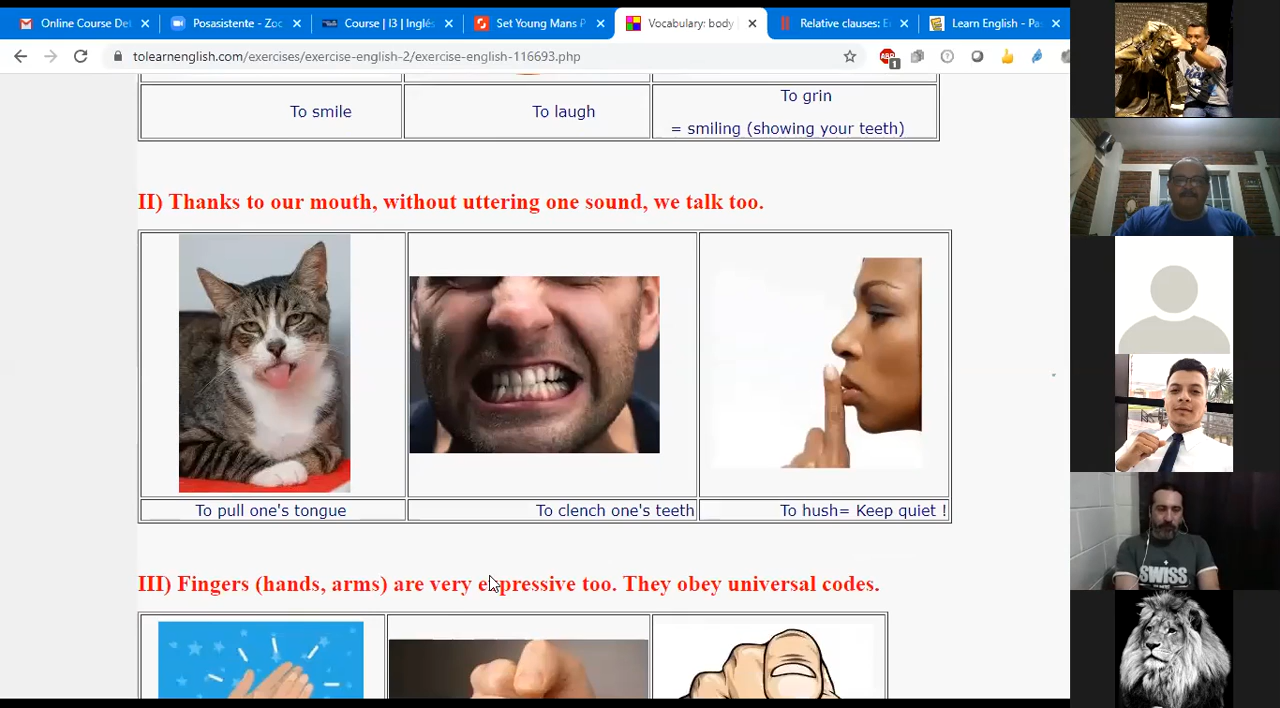 Online Course De
Posasistente - Zoc
Course | I3 | Inglés
Set Young Mans P
Vocabulary: body
Relative clauses: E
Learn English - Pa
tolearnenglish.com/exercises/exercise-english-2/exercise-english-116693.php
1
To smile
To laugh
To grin
= smiling (showing your teeth)
II) Thanks to our mouth, without uttering one sound, we talk too.
To pull one's tongue
To clench one's teeth
To hush= Keep quiet !
III) Fingers (hands, arms) are very expressive too. They obey universal codes.
SWISS